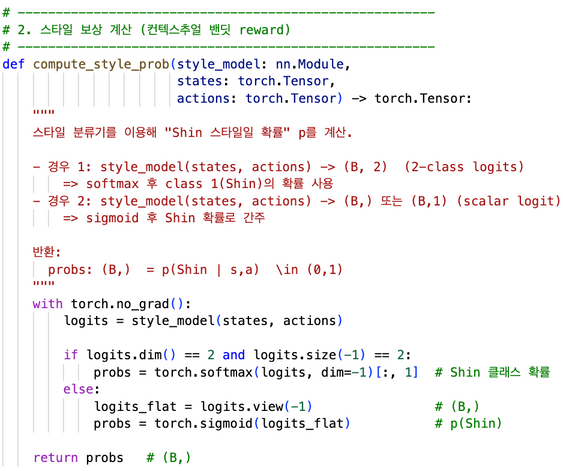 # ------------------------------------------------------
# 2. 스타일 보상 계산 (컨텍스추얼 밴딧 reward)
# ------------------------------------------------------
def compute_style_prob(style_model: nn.Module,
                       states: torch.Tensor,
                       actions: torch.Tensor) -> torch.Tensor:
    """
    스타일 분류기를 이용해 "Shin 스타일일 확률" p를 계산.

    - 경우 1: style_model(states, actions) -> (B, 2)  (2-class logits)
        => softmax 후 class 1(Shin)의 확률 사용
    - 경우 2: style_model(states, actions) -> (B,) 또는 (B,1) (scalar logit)
        => sigmoid 후 Shin 확률로 간주

    반환:
      probs: (B,)  = p(Shin | s,a)  \in (0,1)
    """
    with torch.no_grad():
        logits = style_model(states, actions)

        if logits.dim() == 2 and logits.size(-1) == 2:
            probs = torch.softmax(logits, dim=-1)[:, 1]  # Shin 클래스 확률
        else:
            logits_flat = logits.view(-1)                # (B,)
            probs = torch.sigmoid(logits_flat)           # p(Shin)

    return probs   # (B,)